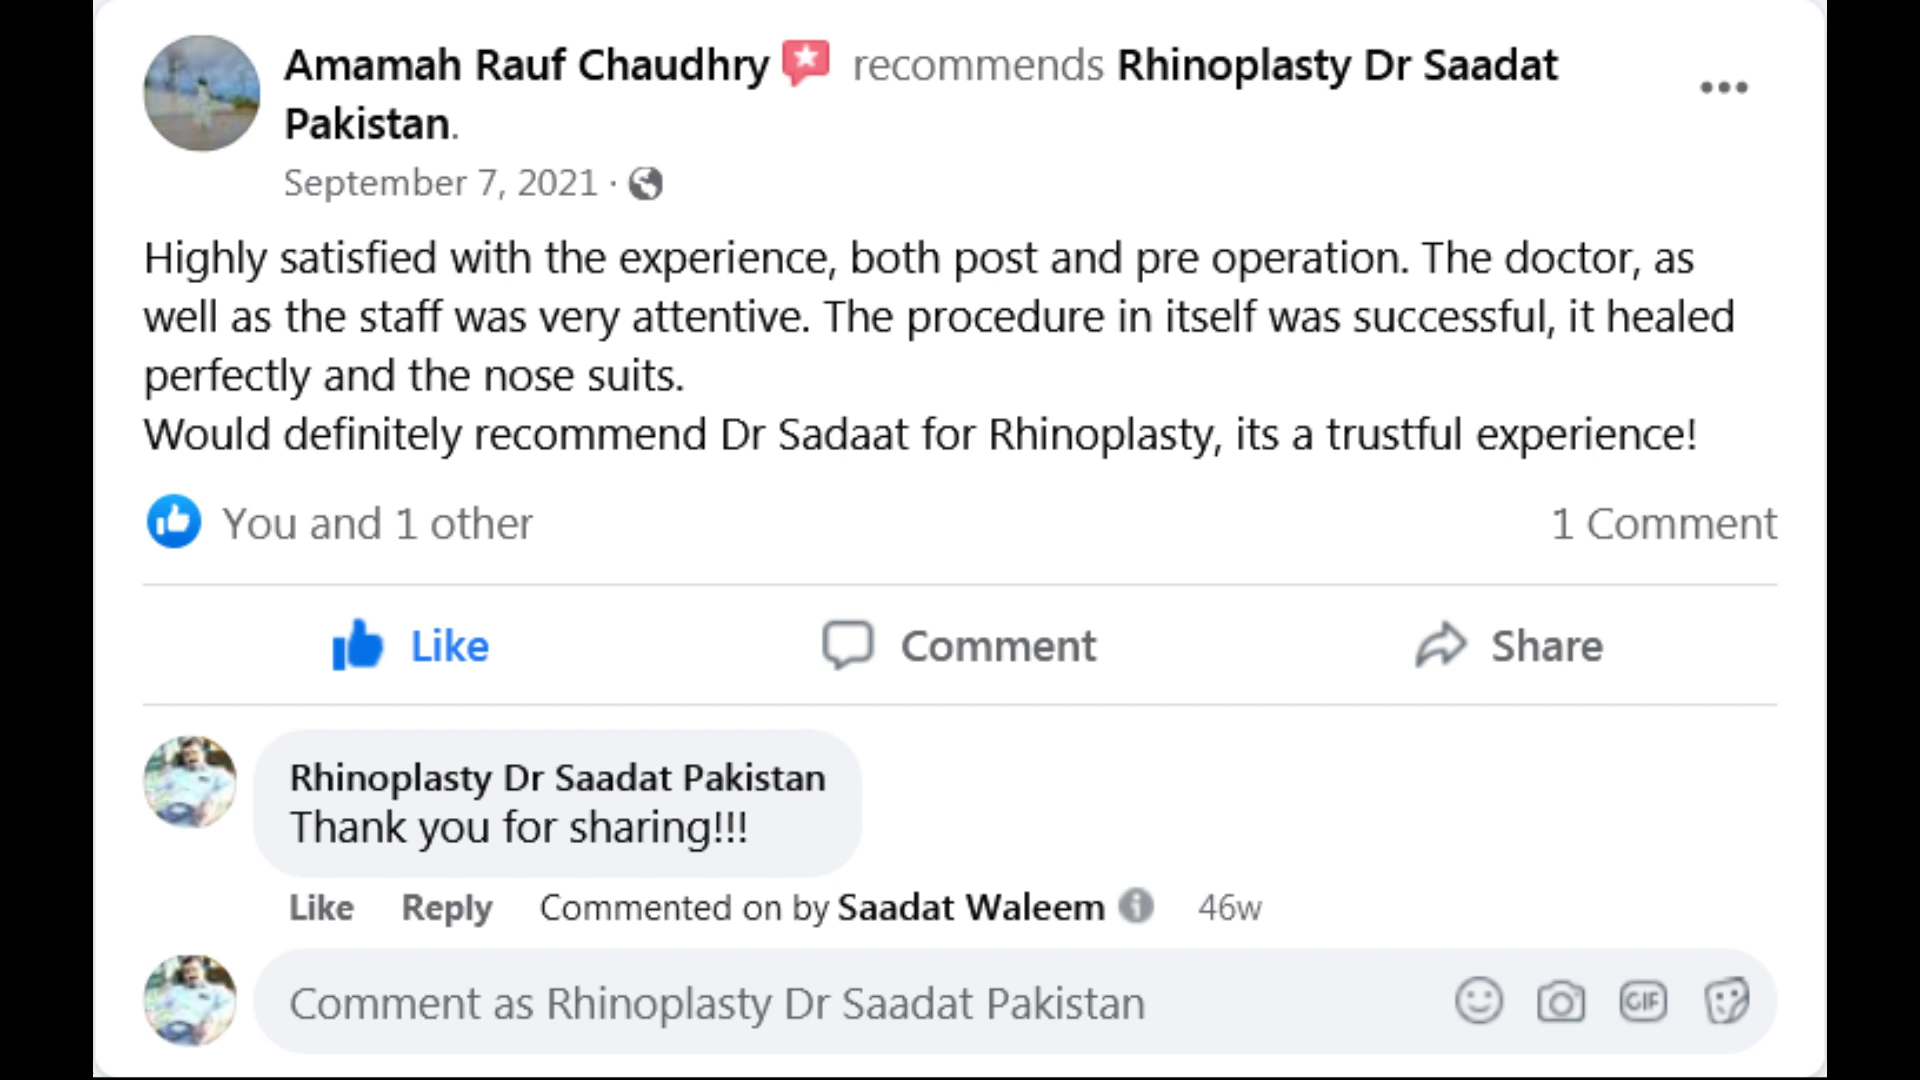 Amamah Rauf Chaudhry recommends Rhinoplasty Dr Saadat
Pakistan.
September 7, 2021 ·
Highly satisfied with the experience, both post and pre operation. The doctor, as
well as the staff was very attentive. The procedure in itself was successful, it healed
perfectly and the nose suits.
Would definitely recommend Dr Sadaat for Rhinoplasty, its a trustful experience!
You and 1 other 1 Comment
Like Comment Share
Rhinoplasty Dr Saadat Pakistan
Thank you for sharing!!!
Like Reply Commented on by Saadat Waleem 46w
Comment as Rhinoplasty Dr Saadat Pakistan GIF